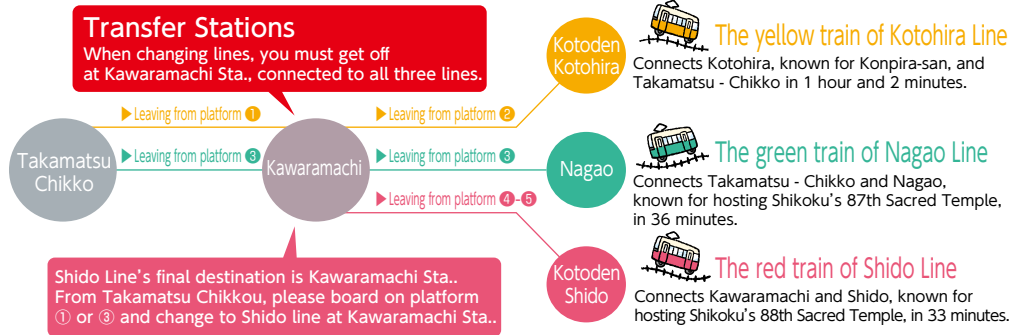 Transfer Stations
When changing lines, you must get off
at Kawaramachi Sta., connected to all three lines.
▶Leaving from platform ❶
▶Leaving from platform ❷
▶Leaving from platform ❸
▶Leaving from platform ❸
▶Leaving from platform ❹-❺
Takamatsu
Chikko
Kawaramachi
Kotoden
Kotohira
Nagao
Kotoden
Shido
Shido Line's final destination is Kawaramachi Sta..
From Takamatsu Chikkou, please board on platform
① or ③ and change to Shido line at Kawaramachi Sta..
The yellow train of Kotohira Line
Connects Kotohira, known for Konpira-san, and
Takamatsu - Chikko in 1 hour and 2 minutes.
The green train of Nagao Line
Connects Takamatsu - Chikko and Nagao,
known for hosting Shikoku's 87th Sacred Temple,
in 36 minutes.
The red train of Shido Line
Connects Kawaramachi and Shido, known for
hosting Shikoku's 88th Sacred Temple, in 33 minutes.